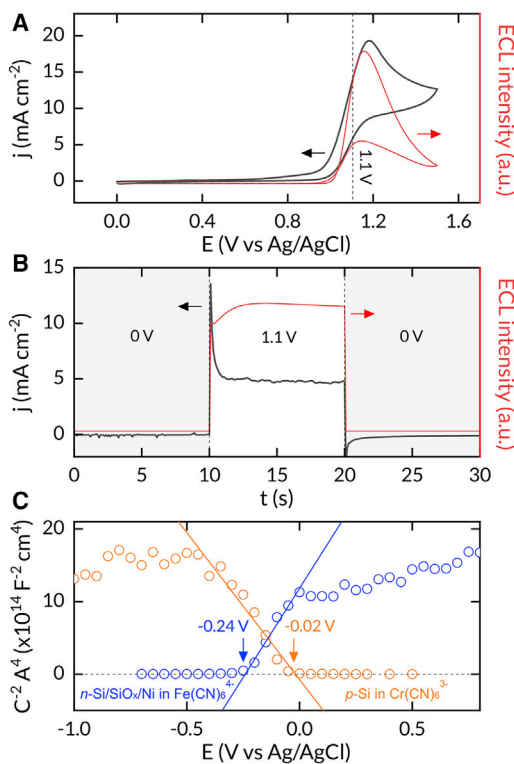 A
20
15
10
5
0
j (mA cm⁻²)
ECL intensity (a.u.)
1.1 V
0.0 0.4 0.8 1.2 1.6
E (V vs Ag/AgCl)
B
15
10
5
0
j (mA cm⁻²)
ECL intensity (a.u.)
0 V 1.1 V 0 V
0 5 10 15 20 25 30
t (s)
C
20
10
0
C⁻² A⁴ (x10¹⁴ F⁻² cm⁴)
-0.24 V -0.02 V
n-Si/SiOₓ/Ni in Fe(CN)₆⁴⁻ p-Si in Cr(CN)₆³⁻
-1.0 -0.5 0.0 0.5
E (V vs Ag/AgCl)